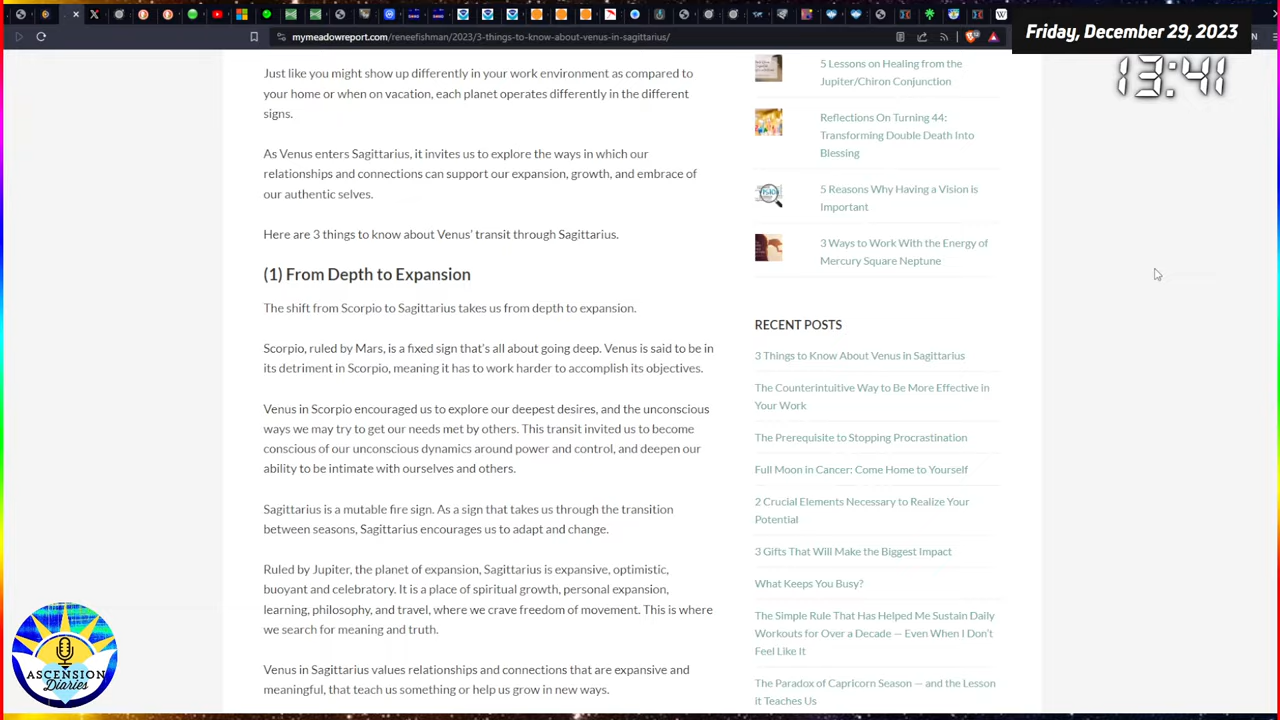 Friday, December 29, 2023
13:41
mymeadowreport.com/reneefishman/2023/3-things-to-know-about-venus-in-sagittarius/
Just like you might show up differently in your work environment as compared to
your home or when on vacation, each planet operates differently in the different
signs.
As Venus enters Sagittarius, it invites us to explore the ways in which our
relationships and connections can support our expansion, growth, and embrace of
our authentic selves.
Here are 3 things to know about Venus' transit through Sagittarius.
(1) From Depth to Expansion
The shift from Scorpio to Sagittarius takes us from depth to expansion.
Scorpio, ruled by Mars, is a fixed sign that's all about going deep. Venus is said to be in
its detriment in Scorpio, meaning it has to work harder to accomplish its objectives.
Venus in Scorpio encouraged us to explore our deepest desires, and the unconscious
ways we may try to get our needs met by others. This transit invited us to become
conscious of our unconscious dynamics around power and control, and deepen our
ability to be intimate with ourselves and others.
Sagittarius is a mutable fire sign. As a sign that takes us through the transition
between seasons, Sagittarius encourages us to adapt and change.
Ruled by Jupiter, the planet of expansion, Sagittarius is expansive, optimistic,
buoyant and celebratory. It is a place of spiritual growth, personal expansion,
learning, philosophy, and travel, where we crave freedom of movement. This is where
we search for meaning and truth.
Venus in Sagittarius values relationships and connections that are expansive and
meaningful, that teach us something or help us grow in new ways.
5 Lessons on Healing from the
Jupiter/Chiron Conjunction
Reflections On Turning 44:
Transforming Double Death Into
Blessing
5 Reasons Why Having a Vision is
Important
3 Ways to Work With the Energy of
Mercury Square Neptune
RECENT POSTS
3 Things to Know About Venus in Sagittarius
The Counterintuitive Way to Be More Effective in
Your Work
The Prerequisite to Stopping Procrastination
Full Moon in Cancer: Come Home to Yourself
2 Crucial Elements Necessary to Realize Your
Potential
3 Gifts That Will Make the Biggest Impact
What Keeps You Busy?
The Simple Rule That Has Helped Me Sustain Daily
Workouts for Over a Decade — Even When I Don't
Feel Like It
The Paradox of Capricorn Season — and the Lesson
it Teaches Us
ASCENSION
Diaries